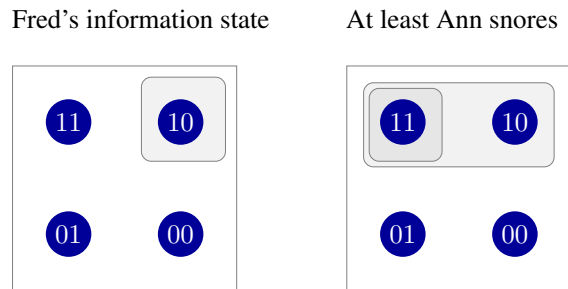 Fred’s information state
At least Ann snores
11 10
01 00
11 10
01 00